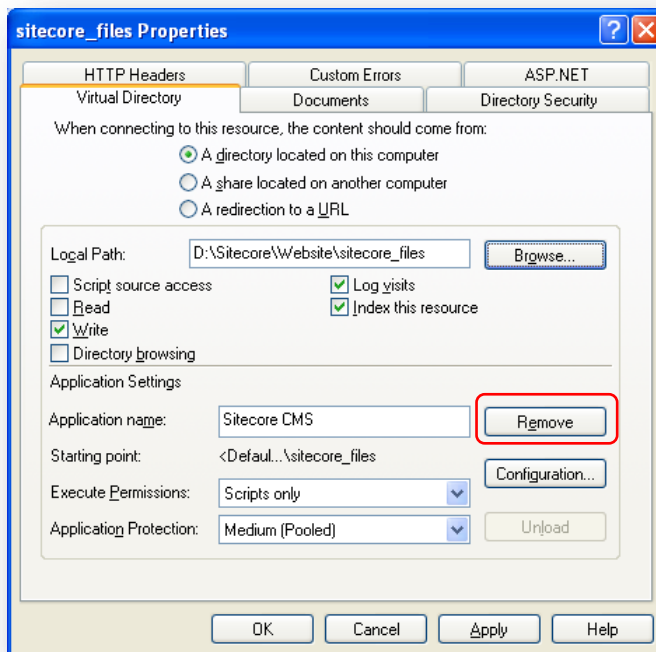 sitecore_files Properties
HTTP Headers Custom Errors ASP.NET
Virtual Directory Documents Directory Security
When connecting to this resource, the content should come from:
A directory located on this computer
A share located on another computer
A redirection to a URL
Local Path: D:\Sitecore\Website\sitecore_files Browse...
Script source access Log visits
Read Index this resource
Write
Directory browsing
Application Settings
Application name: Sitecore CMS Remove
Starting point: <Defaul...\sitecore_files
Configuration...
Execute Permissions: Scripts only
Application Protection: Medium (Pooled) Unload
OK Cancel Apply Help